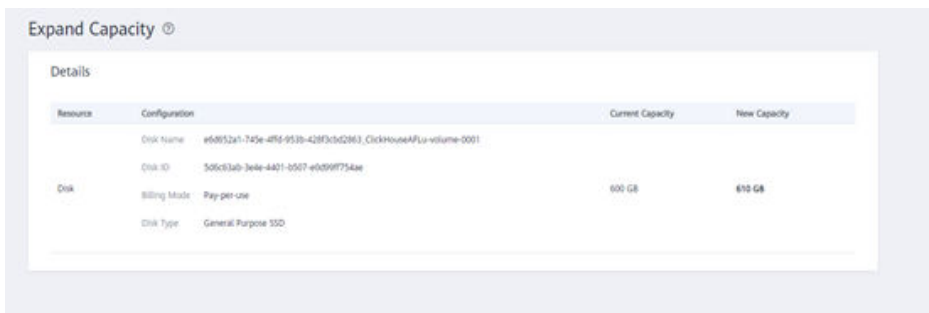 Expand Capacity
Details
Resource Configuration Current Capacity New Capacity
Disk Name e6d652a1-745e-4ffd-953b-428f3cbd2863_ClickHouseAFLu-volume-0001
Disk ID 5d6c63ab-3e4e-4401-b507-e0d99ff754ae
Disk Billing Mode Pay-per-use 600 GB 610 GB
Disk Type General Purpose SSD